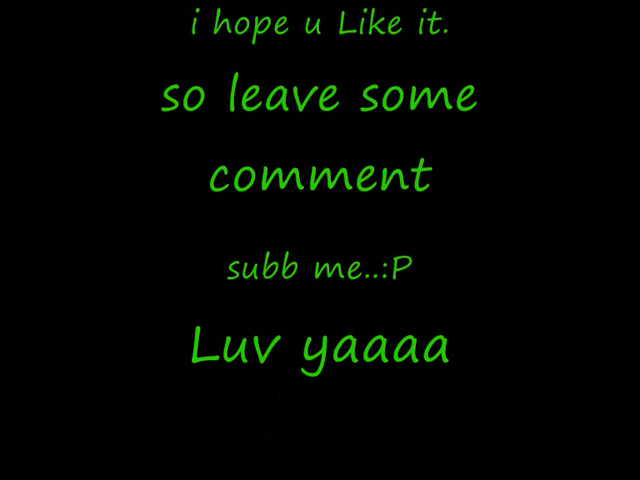 i hope u Like it.
so leave some
comment
subb me..:P
Luv yaaaa